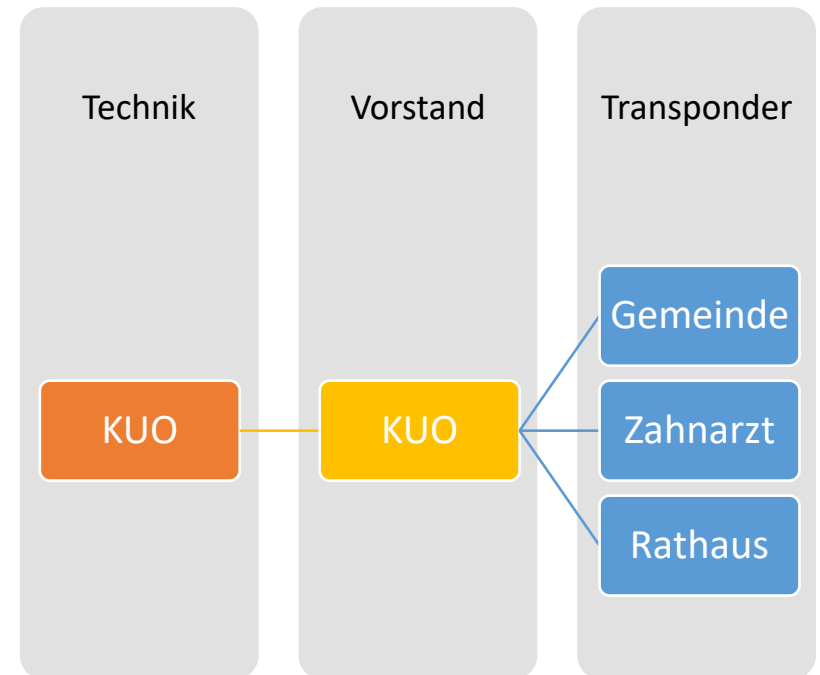 Technik
Vorstand
Transponder
KUO
KUO
Gemeinde
Zahnarzt
Rathaus